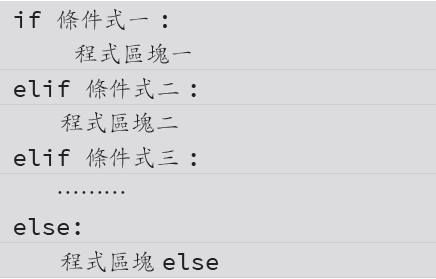 if 條件式一：
程式區塊一
elif 條件式二：
程式區塊二
elif 條件式三：
………
else:
程式區塊 else